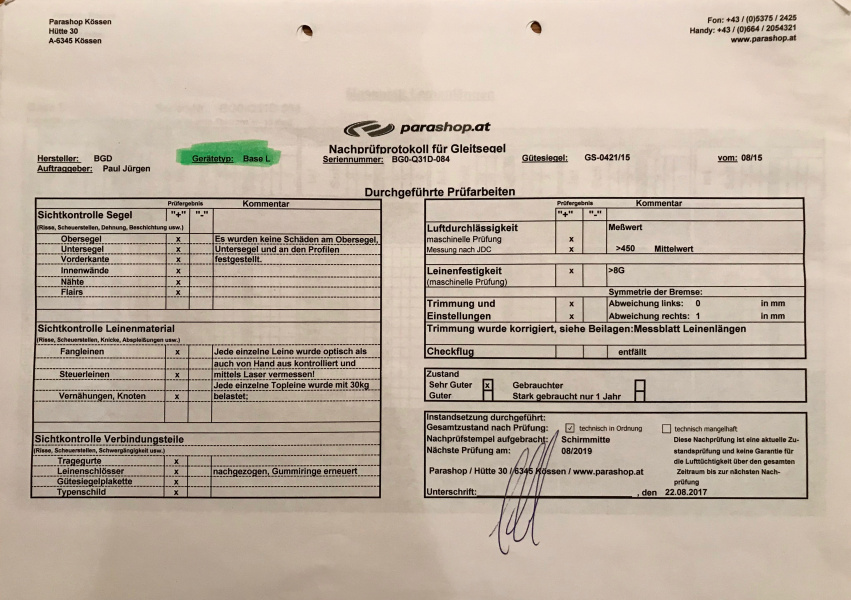 Parashop Kössen
Hütte 30
A-6345 Kössen
Fon: +43 / (0)5375 / 2425
Handy: +43 / (0)664 / 2054321
www.parashop.at
parashop.at
Nachprüfprotokoll für Gleitsegel
Hersteller: BGD Gerätetyp: Base L Seriennummer: BG0-Q31D-084 Gütesiegel: GS-0421/15 vom: 08/15
Auftraggeber: Paul Jürgen
Durchgeführte Prüfarbeiten
Prüfergebnis Kommentar
Sichtkontrolle Segel "+" "-"
(Risse, Scheuerstellen, Dehnung, Beschichtung usw.)
Obersegel x Es wurden keine Schäden am Obersegel,
Untersegel x Untersegel und an den Profilen
Vorderkante x festgestellt.
Innenwände x
Nähte x
Flairs x
Sichtkontrolle Leinenmaterial
(Risse, Scheuerstellen, Knicke, Abspleißungen usw.)
Fangleinen x Jede einzelne Leine wurde optisch als
auch von Hand aus kontrolliert und
Steuerleinen x mittels Laser vermessen!
Jede einzelne Topleine wurde mit 30kg
Vernähungen, Knoten x belastet;
Sichtkontrolle Verbindungsteile
(Risse, Scheuerstellen, Schwergängigkeit usw.)
Tragegurte x
Leinenschlösser x nachgezogen, Gummiringe erneuert
Gütesiegelplakette x
Typenschild x
Prüfergebnis Kommentar
"+" "-"
Luftdurchlässigkeit Meßwert
maschinelle Prüfung x
Messung nach JDC x >450 Mittelwert
Leinenfestigkeit x >8G
(maschinelle Prüfung)
Symmetrie der Bremse:
Trimmung und x Abweichung links: 0 in mm
Einstellungen x Abweichung rechts: 1 in mm
Trimmung wurde korrigiert, siehe Beilagen:Messblatt Leinenlängen
Checkflug entfällt
Zustand
Sehr Guter x Gebrauchter
Guter Stark gebraucht nur 1 Jahr
Instandsetzung durchgeführt:
Gesamtzustand nach Prüfung: ☑ technisch in Ordnung ☐ technisch mangelhaft
Nachprüfstempel aufgebracht: Schirmmitte
Nächste Prüfung am: 08/2019
Diese Nachprüfung ist eine aktuelle Zu-
standsprüfung und keine Garantie für
die Lufttüchtigkeit über den gesamten
Zeitraum bis zur nächsten Nach-
prüfung
Parashop / Hütte 30 / 6345 Kössen / www.parashop.at
Unterschrift: , den 22.08.2017